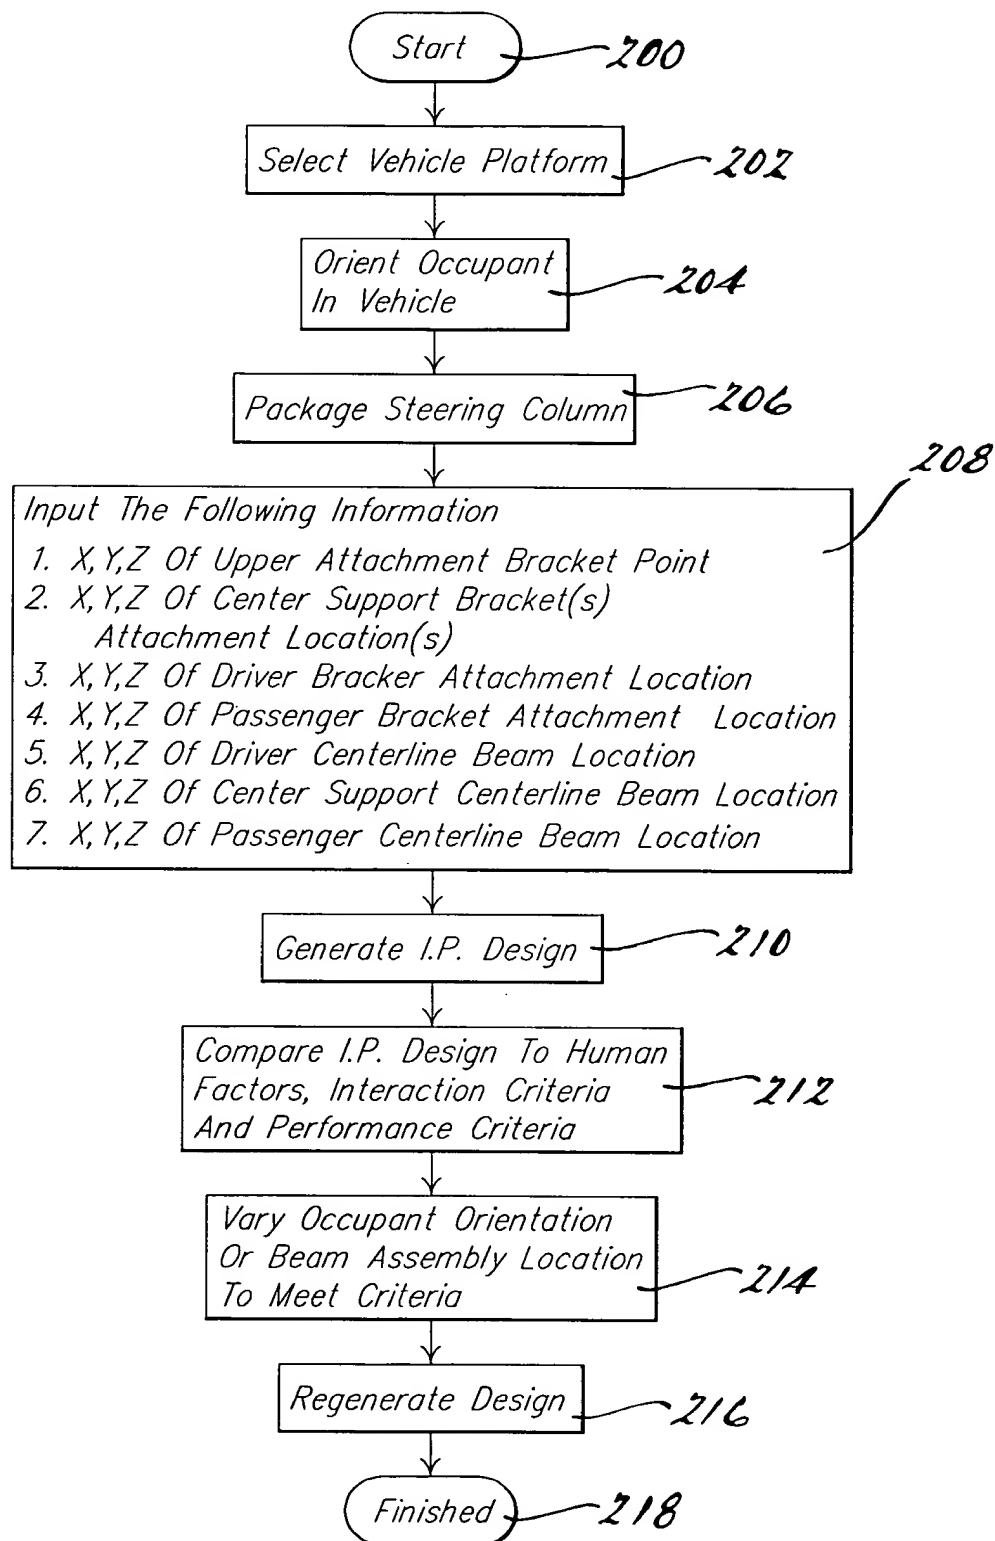 Start
200
Select Vehicle Platform
202
Orient Occupant
In Vehicle
204
Package Steering Column
206
208
Input The Following Information
1. X,Y,Z Of Upper Attachment Bracket Point
2. X,Y,Z Of Center Support Bracket(s)
Attachment Location(s)
3. X,Y,Z Of Driver Bracker Attachment Location
4. X,Y,Z Of Passenger Bracket Attachment Location
5. X,Y,Z Of Driver Centerline Beam Location
6. X,Y,Z Of Center Support Centerline Beam Location
7. X,Y,Z Of Passenger Centerline Beam Location
Generate I.P. Design
210
Compare I.P. Design To Human
Factors, Interaction Criteria
And Performance Criteria
212
Vary Occupant Orientation
Or Beam Assembly Location
To Meet Criteria
214
Regenerate Design
216
Finished
218